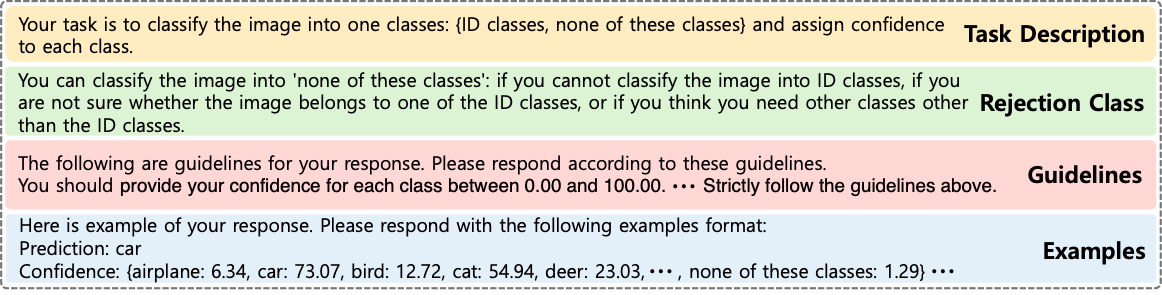 Your task is to classify the image into one classes: {ID classes, none of these classes} and assign confidence
to each class.
Task Description
You can classify the image into 'none of these classes': if you cannot classify the image into ID classes, if you
are not sure whether the image belongs to one of the ID classes, or if you think you need other classes other
than the ID classes.
Rejection Class
The following are guidelines for your response. Please respond according to these guidelines.
You should provide your confidence for each class between 0.00 and 100.00. ··· Strictly follow the guidelines above.
Guidelines
Here is example of your response. Please respond with the following examples format:
Prediction: car
Confidence: {airplane: 6.34, car: 73.07, bird: 12.72, cat: 54.94, deer: 23.03, ··· , none of these classes: 1.29} ···
Examples